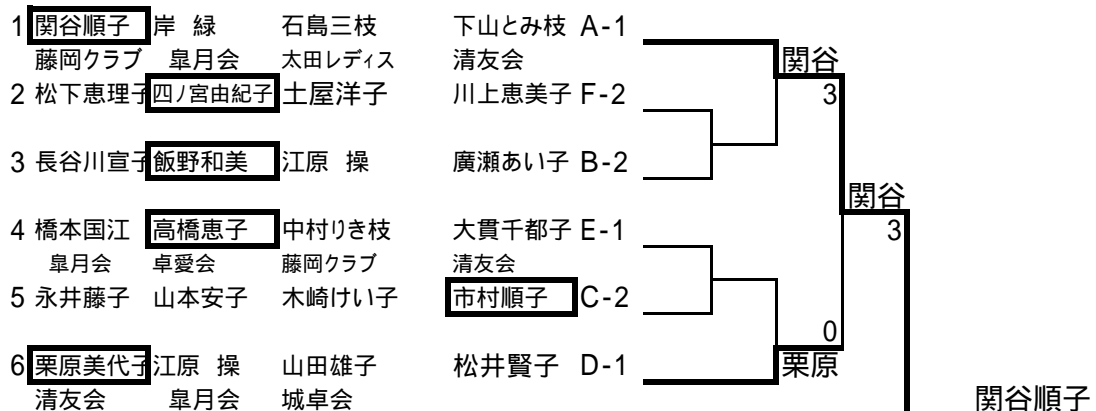 1 関谷順子 岸 緑 石島三枝 下山とみ枝 A-1
藤岡クラブ 皐月会 太田レディス 清友会 関谷
2 松下恵理子 四ノ宮由紀子 土屋洋子 川上恵美子 F-2 3
3 長谷川宣子 飯野和美 江原 操 廣瀬あい子 B-2
関谷
4 橋本国江 高橋恵子 中村りき枝 大貫千都子 E-1 3
皐月会 卓愛会 藤岡クラブ 清友会
5 永井藤子 山本安子 木崎けい子 市村順子 C-2
0
6 栗原美代子 江原 操 山田雄子 松井賢子 D-1 栗原
清友会 皐月会 城卓会 関谷順子